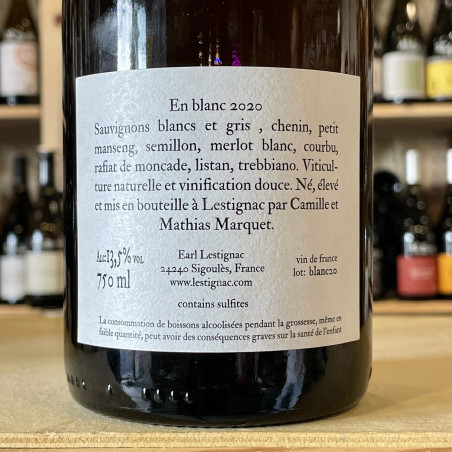 En blanc 2020
Sauvignons blancs et gris , chenin, petit
manseng, semillon, merlot blanc, courbu,
rafiat de moncade, listan, trebbiano. Viticul-
ture naturelle et vinification douce. Né, élevé
et mis en bouteille à Lestignac par Camille et
Mathias Marquet.
Alc:13,5% vol
750 ml
Earl Lestignac
24240 Sigoulès, France
www.lestignac.com
vin de france
lot: blanc20
contains sulfites
La consommation de boissons alcoolisées pendant la grossesse, même en
faible quantité, peut avoir des conséquences graves sur la santé de l'enfant